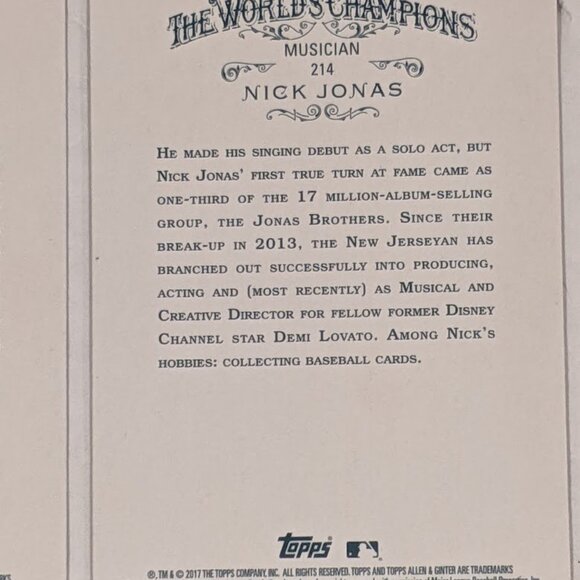 THE WORLD'S CHAMPIONS
MUSICIAN
214
NICK JONAS
HE MADE HIS SINGING DEBUT AS A SOLO ACT, BUT
NICK JONAS' FIRST TRUE TURN AT FAME CAME AS
ONE-THIRD OF THE 17 MILLION-ALBUM-SELLING
GROUP, THE JONAS BROTHERS. SINCE THEIR
BREAK-UP IN 2013, THE NEW JERSEYAN HAS
BRANCHED OUT SUCCESSFULLY INTO PRODUCING,
ACTING AND (MOST RECENTLY) AS MUSICAL AND
CREATIVE DIRECTOR FOR FELLOW FORMER DISNEY
CHANNEL STAR DEMI LOVATO. AMONG NICK'S
HOBBIES: COLLECTING BASEBALL CARDS.
TOPPS
®, TM & © 2017 THE TOPPS COMPANY, INC. ALL RIGHTS RESERVED. TOPPS AND TOPPS ALLEN & GINTER ARE TRADEMARKS